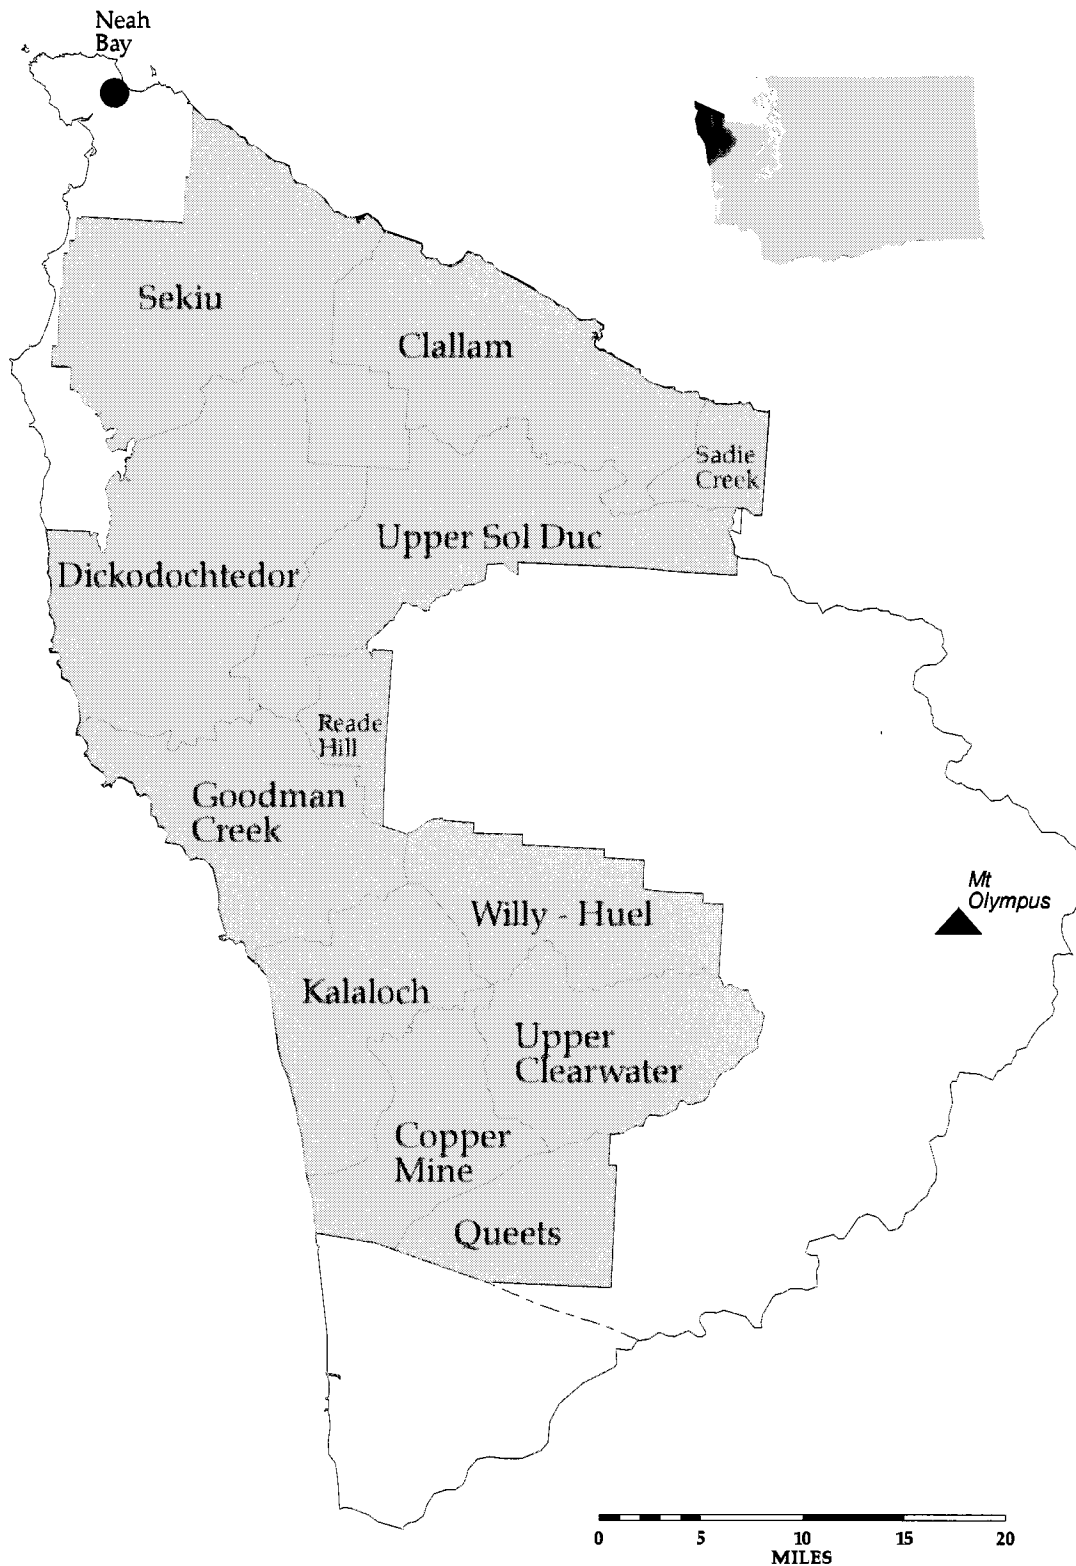 Neah
Bay
Sekiu
Clallam
Sadie
Creek
Upper Sol Duc
Dickodochtedor
Reade
Hill
Goodman
Creek
Mt
Olympus
Willy - Huel
Kalaloch
Upper
Clearwater
Copper
Mine
Queets
0 5 10 15 20
MILES